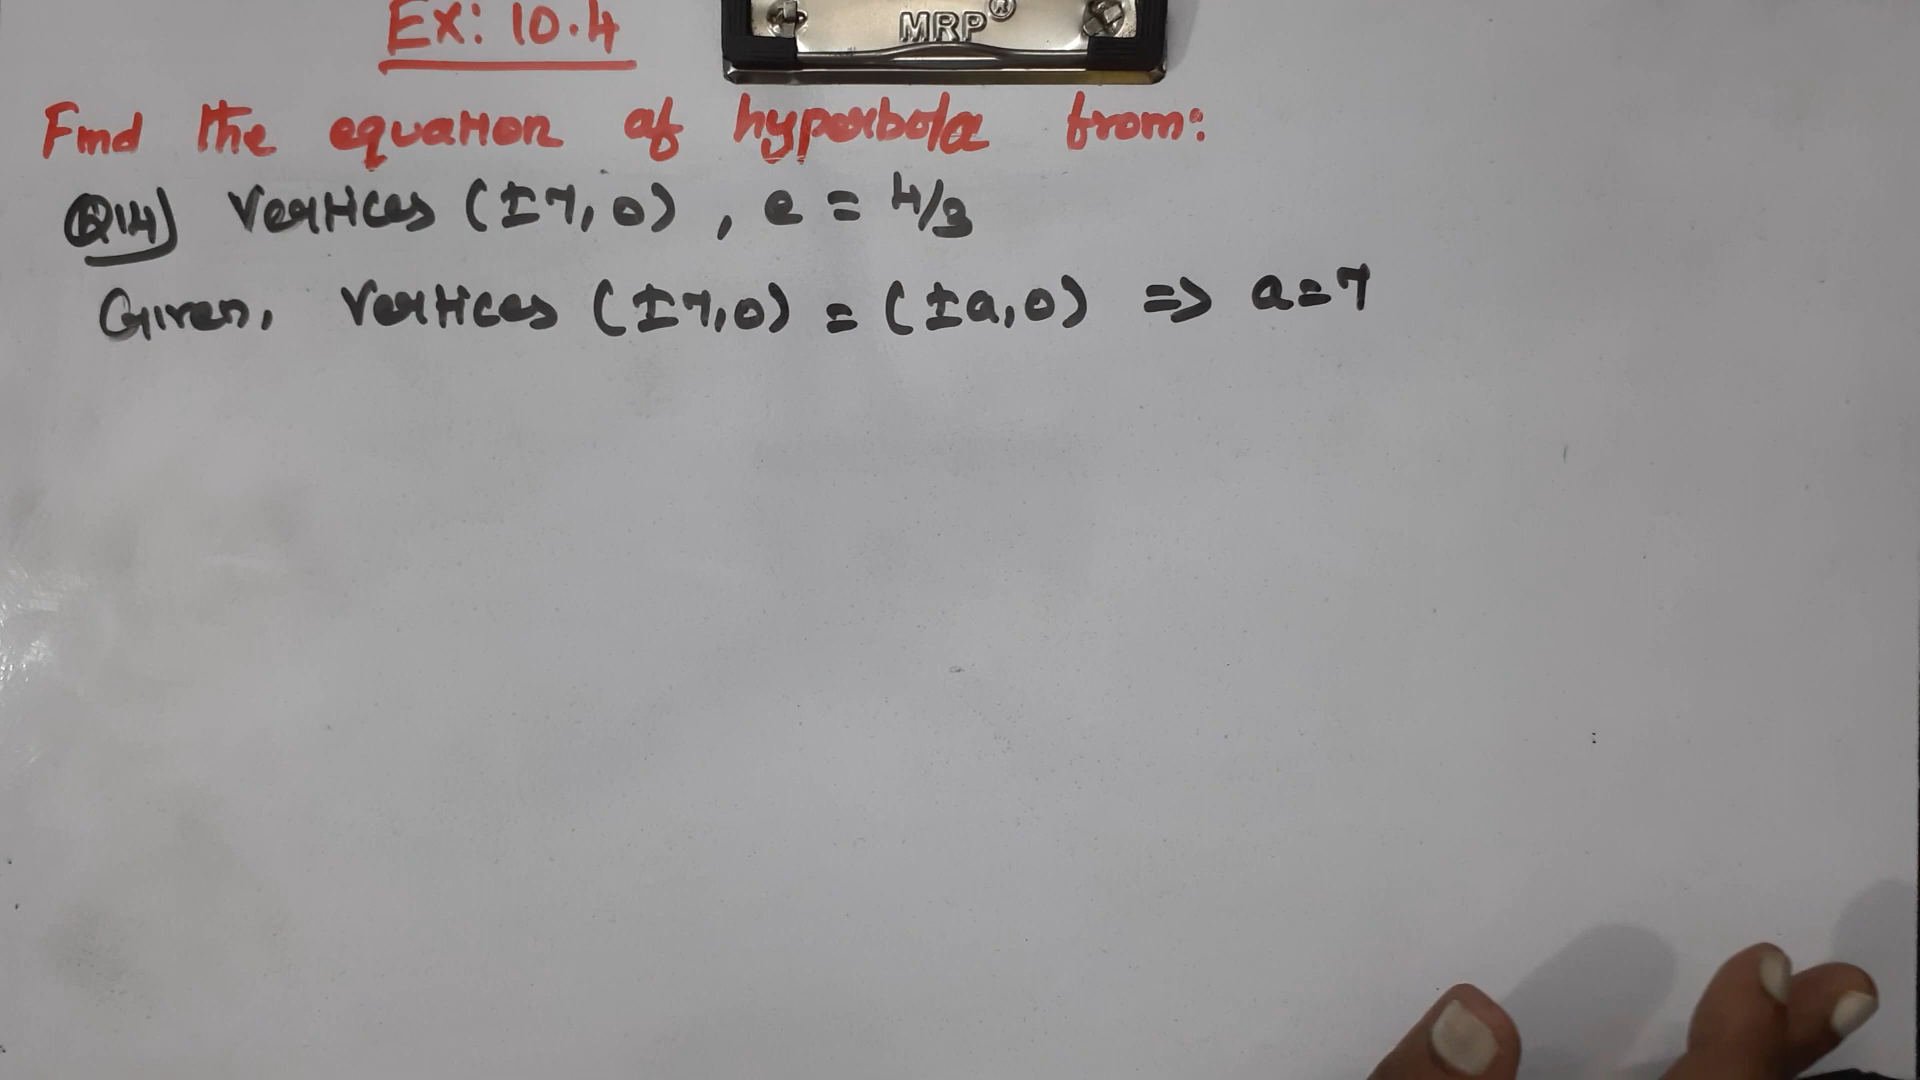 Ex: 10.4
MRP®
Find the equation of hyperbola from:
Q14) Vertices (±7,0), e = 4/3
Given, Vertices (±7,0) = (±a,0) => a=7